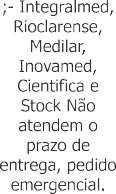 ;- Integralmed,
Rioclarense,
Medilar,
Inovamed,
Cientifica e
Stock Não
atendem o
prazo de
entrega, pedido
emergencial.